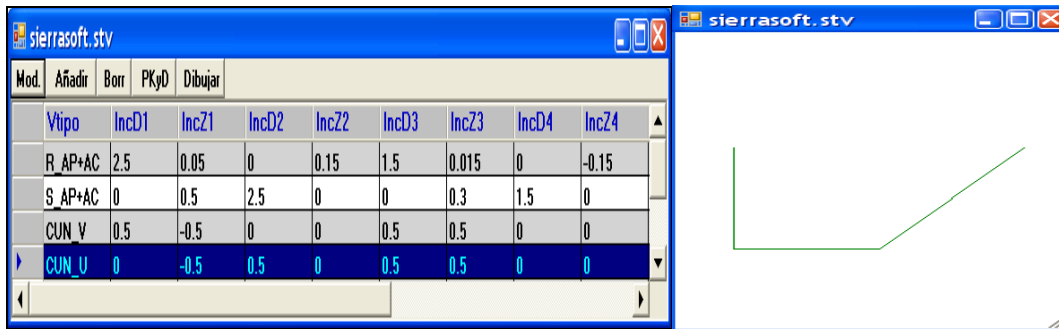 sierrasoft.stv
Mod. Añadir Borr PKyD Dibujar
Vtipo IncD1 IncZ1 IncD2 IncZ2 IncD3 IncZ3 IncD4 IncZ4
R_AP+AC 2.5 0.05 0 0.15 1.5 0.015 0 -0.15
S_AP+AC 0 0.5 2.5 0 0 0.3 1.5 0
CUN_V 0.5 -0.5 0 0 0.5 0.5 0 0
CUN_U 0 -0.5 0.5 0 0.5 0.5 0 0
sierrasoft.stv